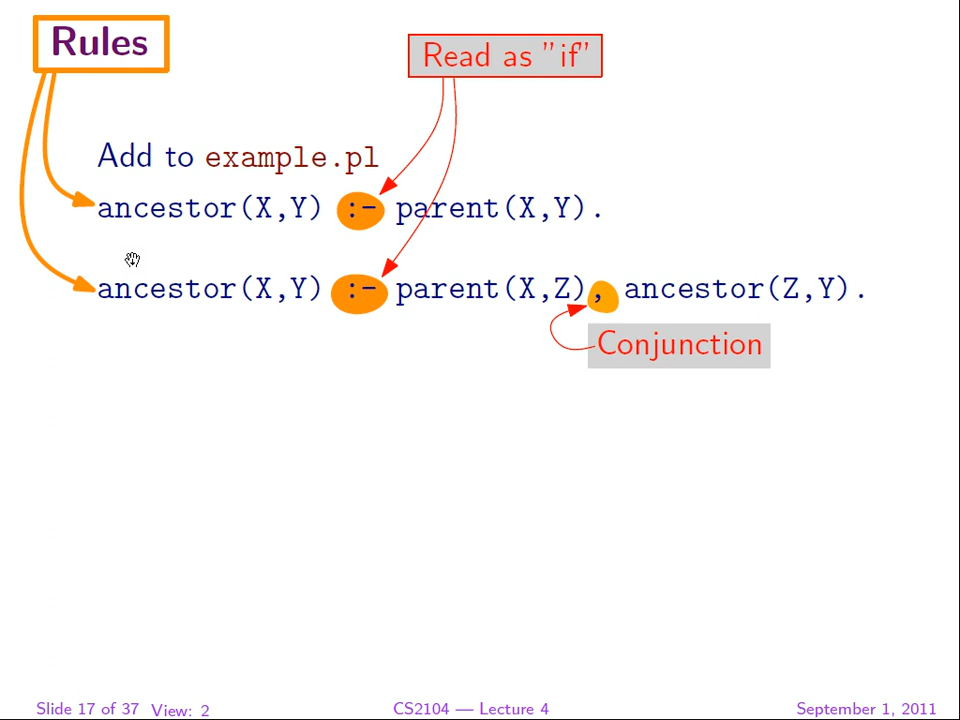 Rules
Read as "if"
Add to example.pl
ancestor(X,Y) :- parent(X,Y).
ancestor(X,Y) :- parent(X,Z), ancestor(Z,Y).
Conjunction
Slide 17 of 37 View: 2 CS2104 — Lecture 4 September 1, 2011